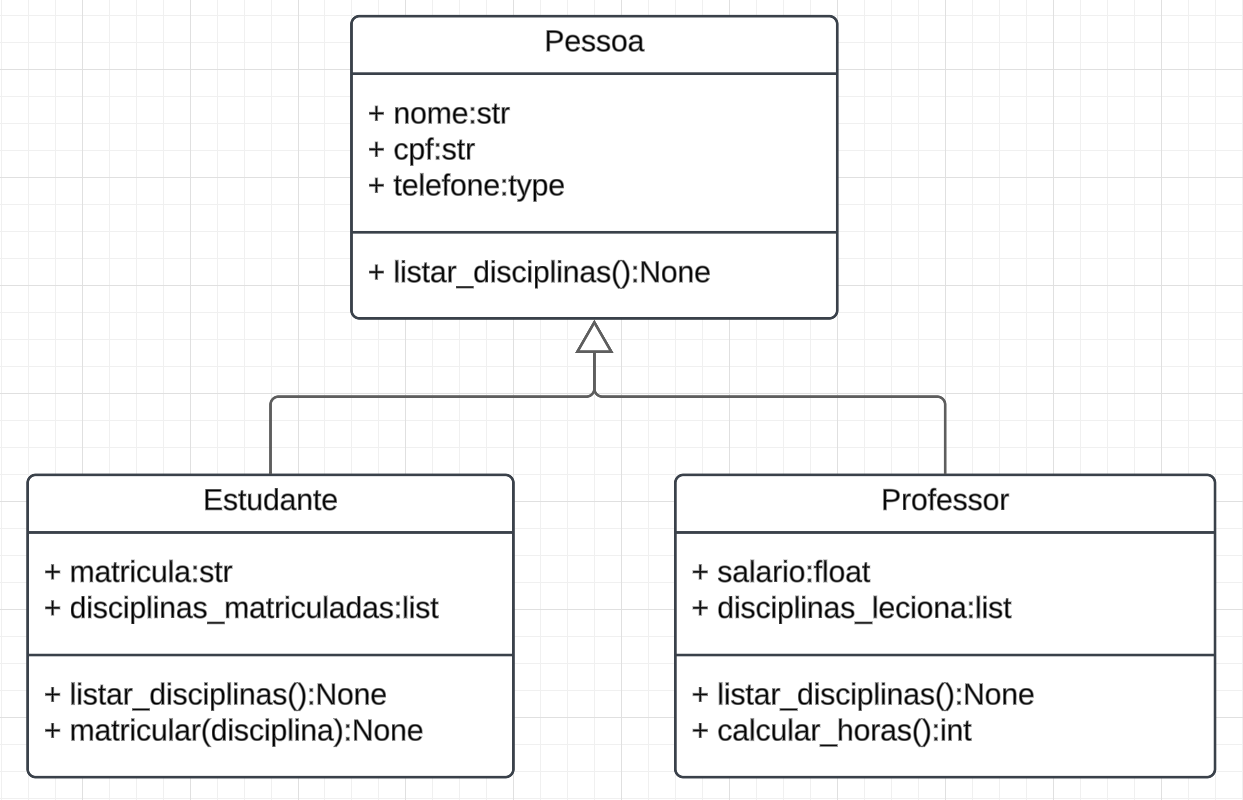 Pessoa
+ nome:str
+ cpf:str
+ telefone:type
+ listar_disciplinas():None
Estudante
+ matricula:str
+ disciplinas_matriculadas:list
+ listar_disciplinas():None
+ matricular(disciplina):None
Professor
+ salario:float
+ disciplinas_leciona:list
+ listar_disciplinas():None
+ calcular_horas():int